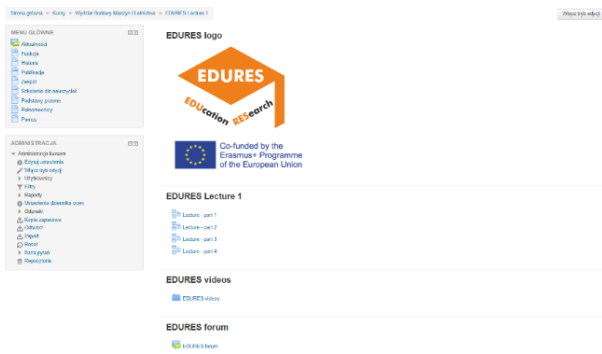 Strona główna > Kursy > Wydział Budowy Maszyn i Lotnictwa > EDURES Lecture 1
Włącz tryb edycji
MENU GŁÓWNE
Aktualności
Funkcje
Historia
Publikacje
Zespół
Szkolenia dla nauczycieli
Podstawy prawne
Pełnomocnicy
Pomoc
ADMINISTRACJA
Administracja kursem
Edytuj ustawienia
Włącz tryb edycji
Użytkownicy
Filtry
Raporty
Ustawienia dziennika ocen
Odznaki
Kopia zapasowa
Odtwórz
Import
Reset
Baza pytań
Repozytoria
EDURES logo
EDURES
EDUcation RESearch
Co-funded by the
Erasmus+ Programme
of the European Union
EDURES Lecture 1
Lecture - part 1
Lecture - part 2
Lecture - part 3
Lecture - part 4
EDURES videos
EDURES videos
EDURES forum
EDURES forum